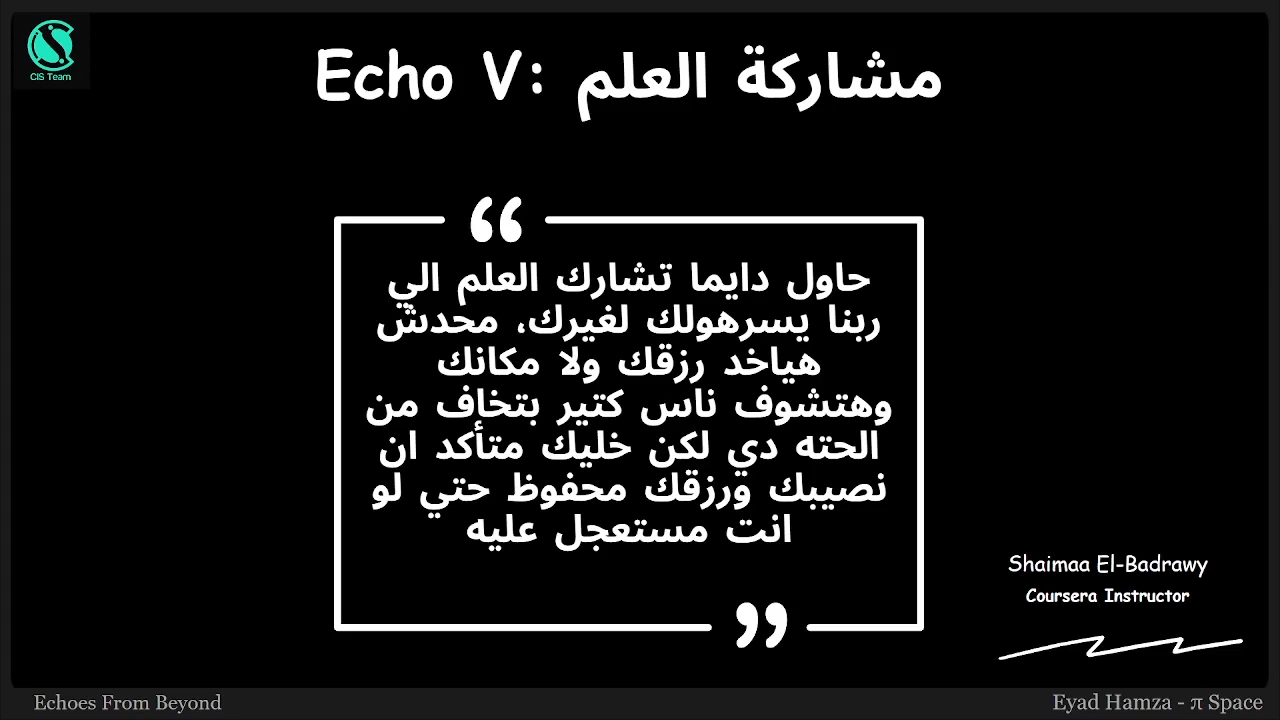 CIS Team
Echo V: مشاركة العلم
“
حاول دايما تشارك العلم الي
ربنا يسرهولك لغيرك، محدش
هياخد رزقك ولا مكانك
وهتشوف ناس كتير بتخاف من
الحته دي لكن خليك متأكد ان
نصيبك ورزقك محفوظ حتي لو
انت مستعجل عليه
”
Shaimaa El-Badrawy
Coursera Instructor
Echoes From Beyond
Eyad Hamza - π Space